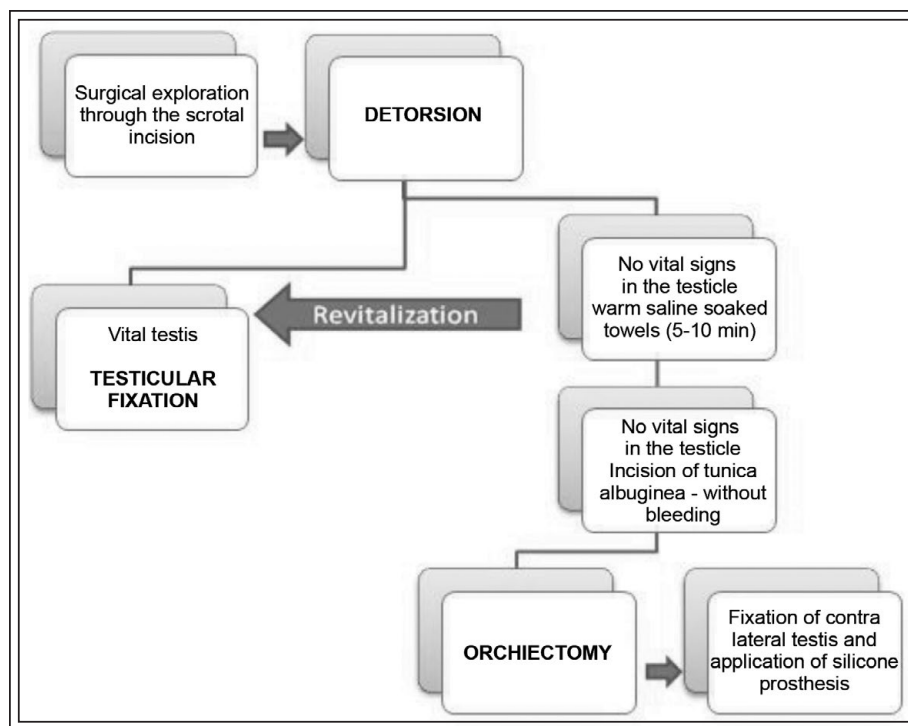 Surgical exploration
through the scrotal
incision
DETORSION
No vital signs
in the testicle
warm saline soaked
towels (5-10 min)
Revitalization
Vital testis
TESTICULAR
FIXATION
No vital signs
in the testicle
Incision of tunica
albuginea - without
bleeding
ORCHIECTOMY
Fixation of contra
lateral testis and
application of silicone
prosthesis